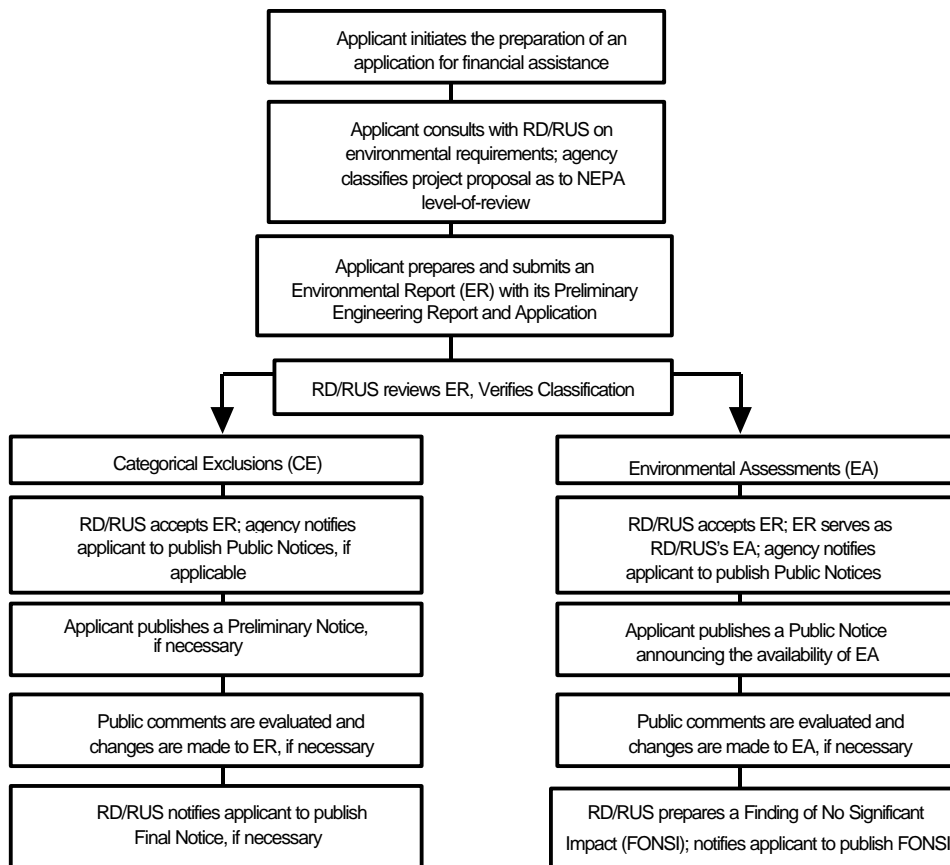 Applicant initiates the preparation of an
application for financial assistance
Applicant consults with RD/RUS on
environmental requirements; agency
classifies project proposal as to NEPA
level-of-review
Applicant prepares and submits an
Environmental Report (ER) with its Preliminary
Engineering Report and Application
RD/RUS reviews ER, Verifies Classification
Categorical Exclusions (CE)
RD/RUS accepts ER; agency notifies
applicant to publish Public Notices, if
applicable
Applicant publishes a Preliminary Notice,
if necessary
Public comments are evaluated and
changes are made to ER, if necessary
RD/RUS notifies applicant to publish
Final Notice, if necessary
Environmental Assessments (EA)
RD/RUS accepts ER; ER serves as
RD/RUS's EA; agency notifies
applicant to publish Public Notices
Applicant publishes a Public Notice
announcing the availability of EA
Public comments are evaluated and
changes are made to EA, if necessary
RD/RUS prepares a Finding of No Significant
Impact (FONSI); notifies applicant to publish FONSI